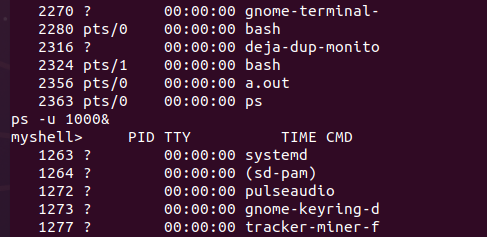 2270 ? 00:00:00 gnome-terminal-
2280 pts/0 00:00:00 bash
2316 ? 00:00:00 deja-dup-monito
2324 pts/1 00:00:00 bash
2356 pts/0 00:00:00 a.out
2363 pts/0 00:00:00 ps
ps -u 1000&
myshell> PID TTY TIME CMD
1263 ? 00:00:00 systemd
1264 ? 00:00:00 (sd-pam)
1272 ? 00:00:00 pulseaudio
1273 ? 00:00:00 gnome-keyring-d
1277 ? 00:00:00 tracker-miner-f